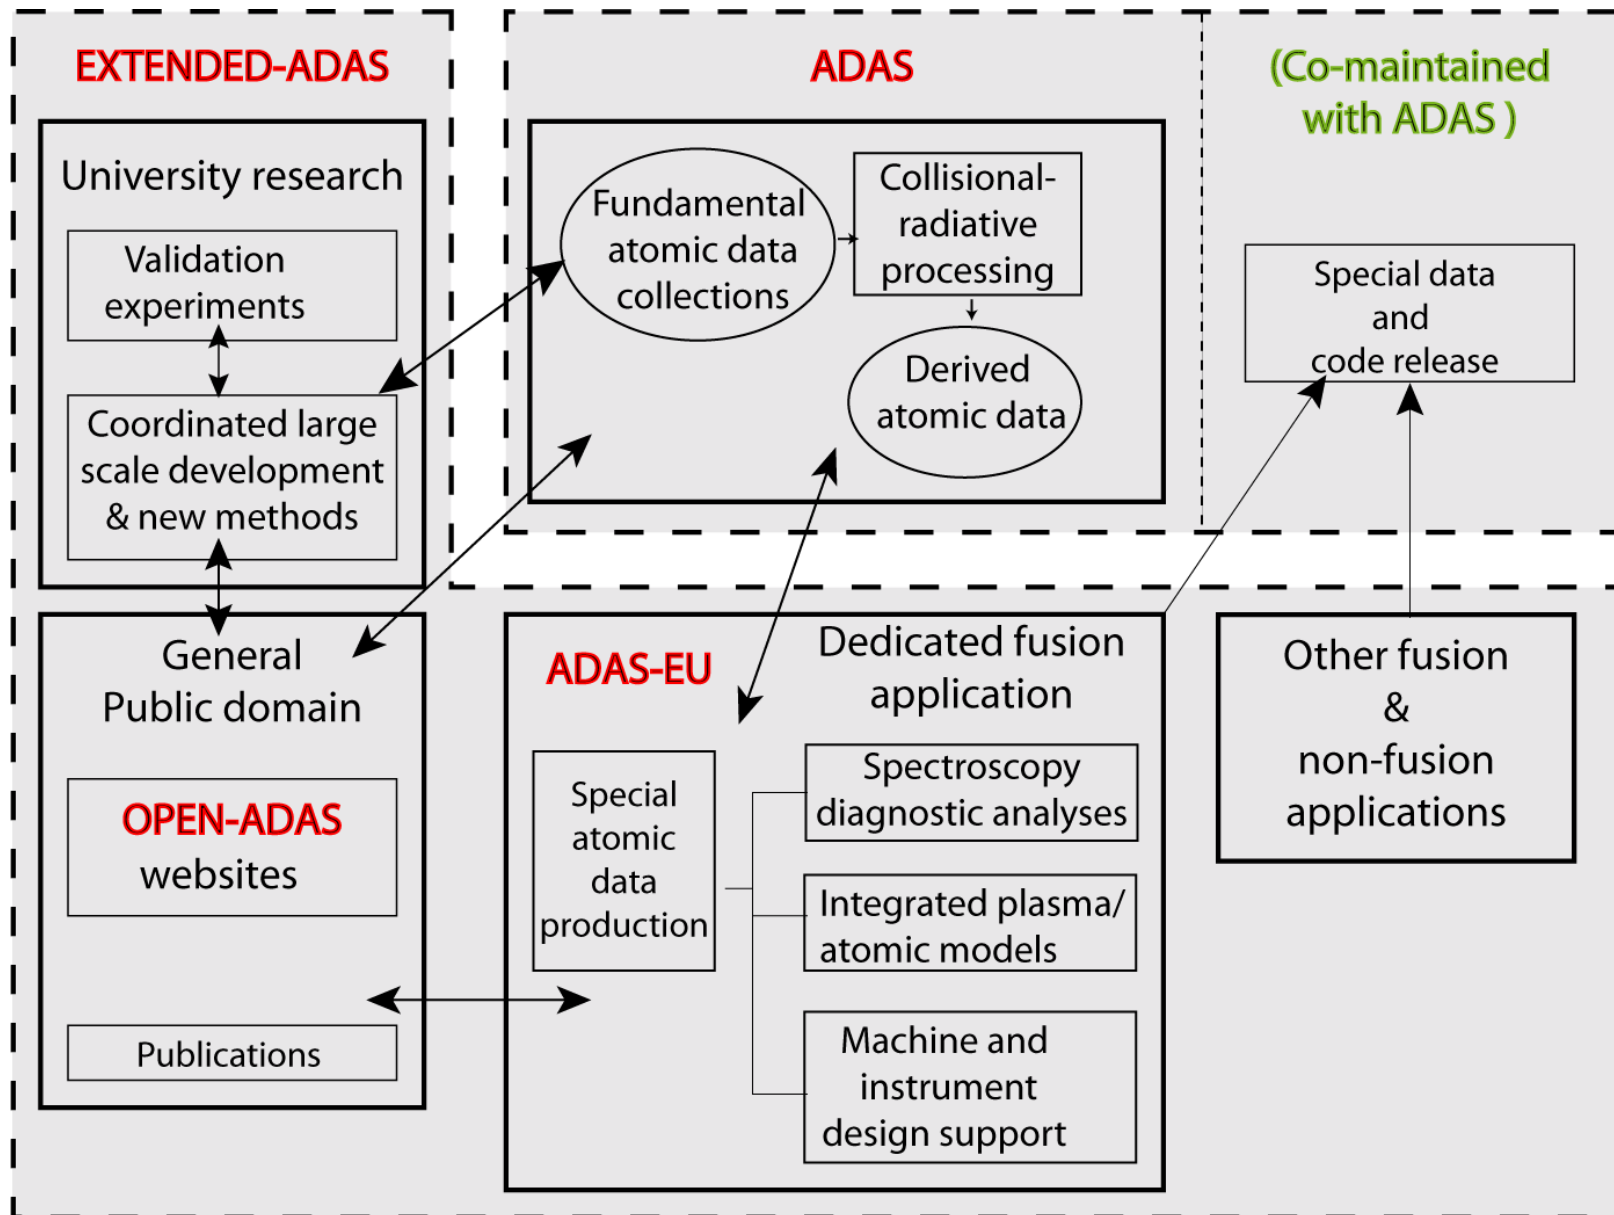 EXTENDED-ADAS
University research
Validation
experiments
Coordinated large
scale development
& new methods
General
Public domain
OPEN-ADAS
websites
Publications
ADAS
Fundamental
atomic data
collections
Collisional-
radiative
processing
Derived
atomic data
(Co-maintained
with ADAS )
Special data
and
code release
ADAS-EU
Dedicated fusion
application
Special
atomic
data
production
Spectroscopy
diagnostic analyses
Integrated plasma/
atomic models
Machine and
instrument
design support
Other fusion
&
non-fusion
applications